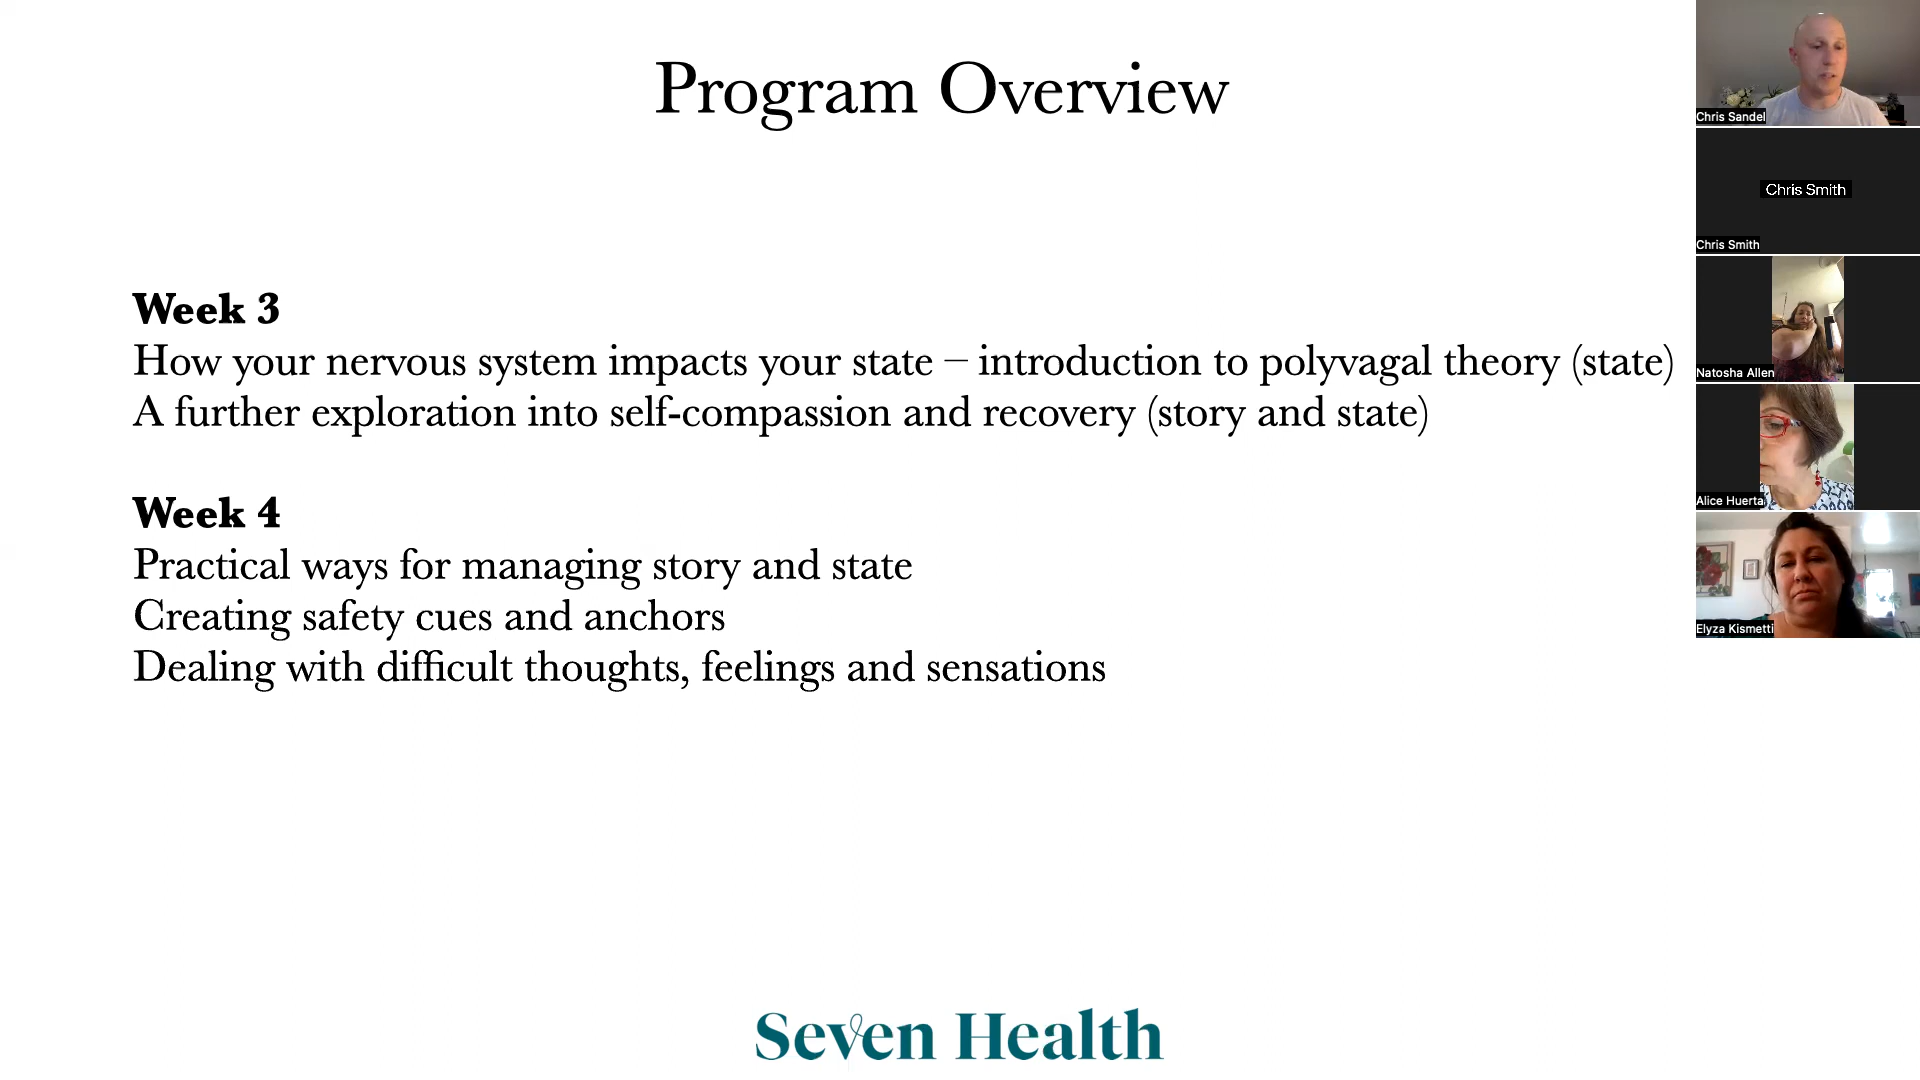 Program Overview
Week 3
How your nervous system impacts your state – introduction to polyvagal theory (state)
A further exploration into self-compassion and recovery (story and state)
Week 4
Practical ways for managing story and state
Creating safety cues and anchors
Dealing with difficult thoughts, feelings and sensations
Seven Health
Chris Sandel
Chris Smith
Chris Smith
Natosha Allen
Alice Huerta
Elyza Kismetti